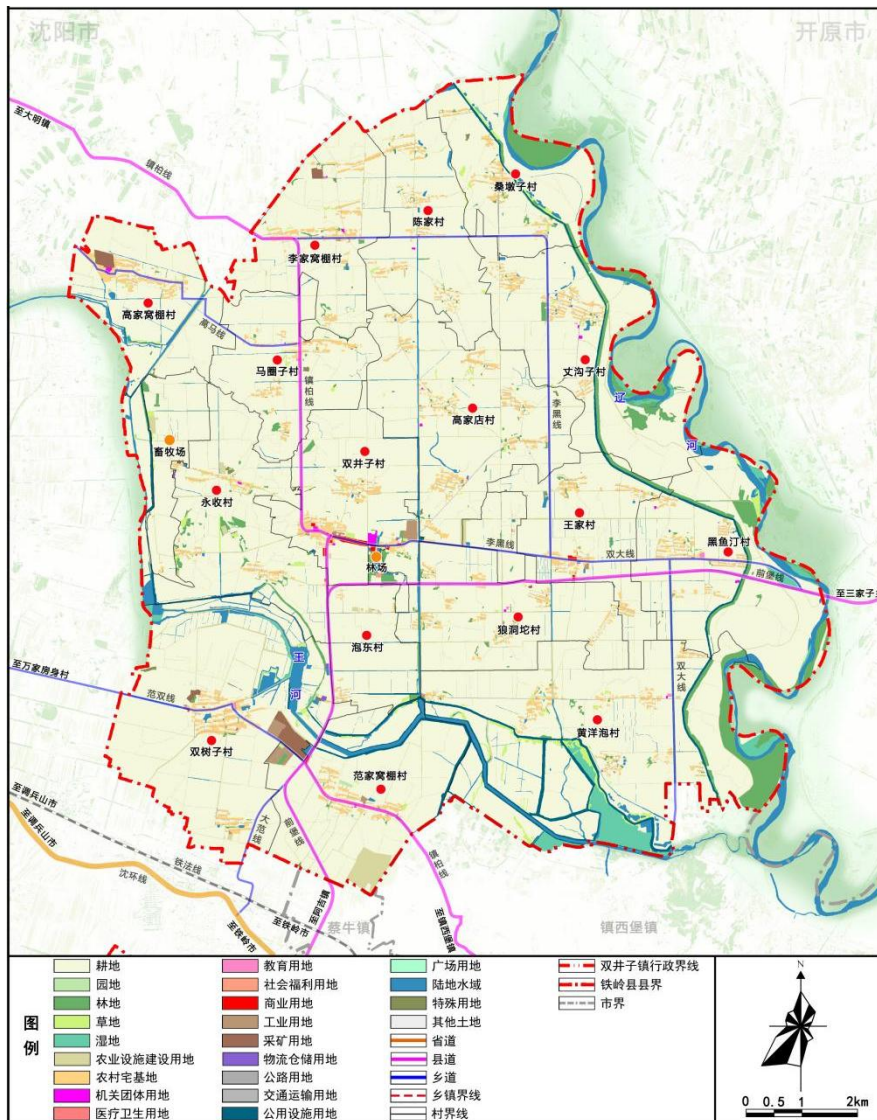 沈阳市
开原市
至大明镇
镇柏线
桑墩子村
陈家村
李家窝棚村
高家窝棚村
高马线
马圈子村
镇柏线
丈沟子村
辽
河
高家店村
李黑线
畜牧场
双井子村
永收村
王家村
李黑线
双大线
黑鱼汀村
林场
前堡线
至三家子乡
狼洞坨村
泡东村
王
河
至万家房身村
范双线
双大线
双树子村
黄洋泡村
范家窝棚村
至调兵山市
至调兵山市
铁法线
沈环线
大范线
镇柏线
至铁岭市
至铁岭市
至阿吉镇
至镇西堡镇
蔡牛镇
镇西堡镇
图例
耕地
园地
林地
草地
湿地
农业设施建设用地
农村宅基地
机关团体用地
医疗卫生用地
教育用地
社会福利用地
商业用地
工业用地
采矿用地
物流仓储用地
公路用地
交通运输用地
公用设施用地
广场用地
陆地水域
特殊用地
其他土地
省道
县道
乡道
乡镇界线
村界线
双井子镇行政界线
铁岭县县界
市界
N
0 0.5 1 2km